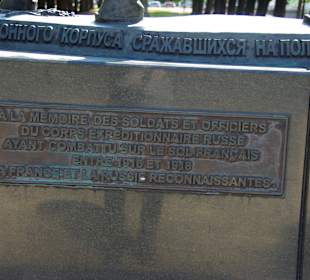 ОННОГО КОРПУСА СРАЖАВШИХСЯ НА ПОЛ
A LA MEMOIRE DES SOLDATS ET OFFICIERS
DU CORPS EXPEDITIONNAIRE RUSSE
AYANT COMBATTU SUR LE SOL FRANCAIS
ENTRE 1916 ET 1918
LA FRANCE ET LA RUSSIE RECONNAISSANTES